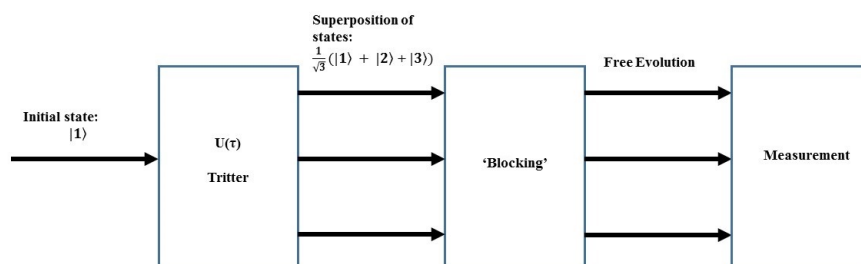 Initial state:
|1⟩
U(τ)
Tritter
Superposition of
states:
1/√3 (|1⟩ + |2⟩ + |3⟩)
'Blocking'
Free Evolution
Measurement